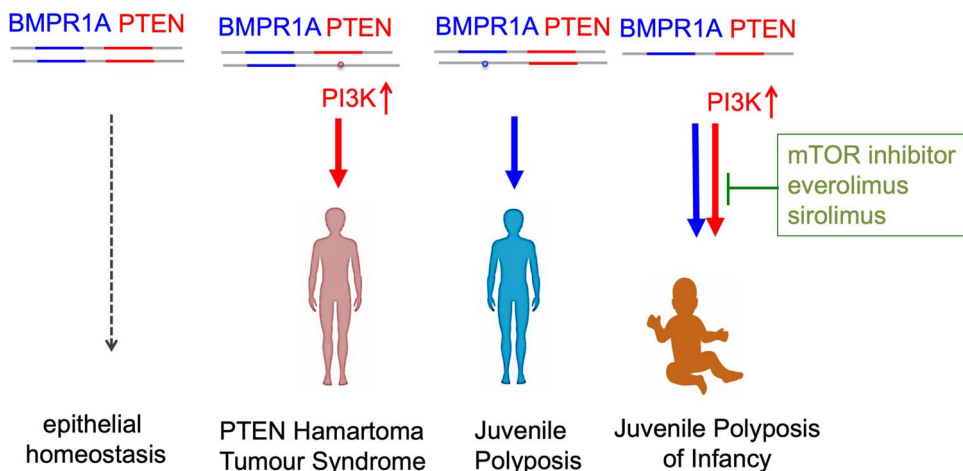 BMPR1A PTEN
BMPR1A PTEN
BMPR1A PTEN
BMPR1A PTEN
PI3K
PI3K
mTOR inhibitor
everolimus
sirolimus
epithelial
homeostasis
PTEN Hamartoma
Tumour Syndrome
Juvenile
Polyposis
Juvenile Polyposis
of Infancy